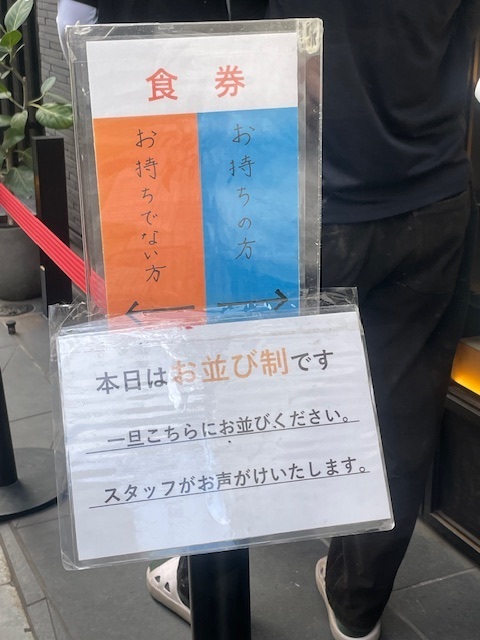 食券
お持ちの方
お持ちでない方
本日はお並び制です
一旦こちらにお並びください。
スタッフがお声がけいたします。